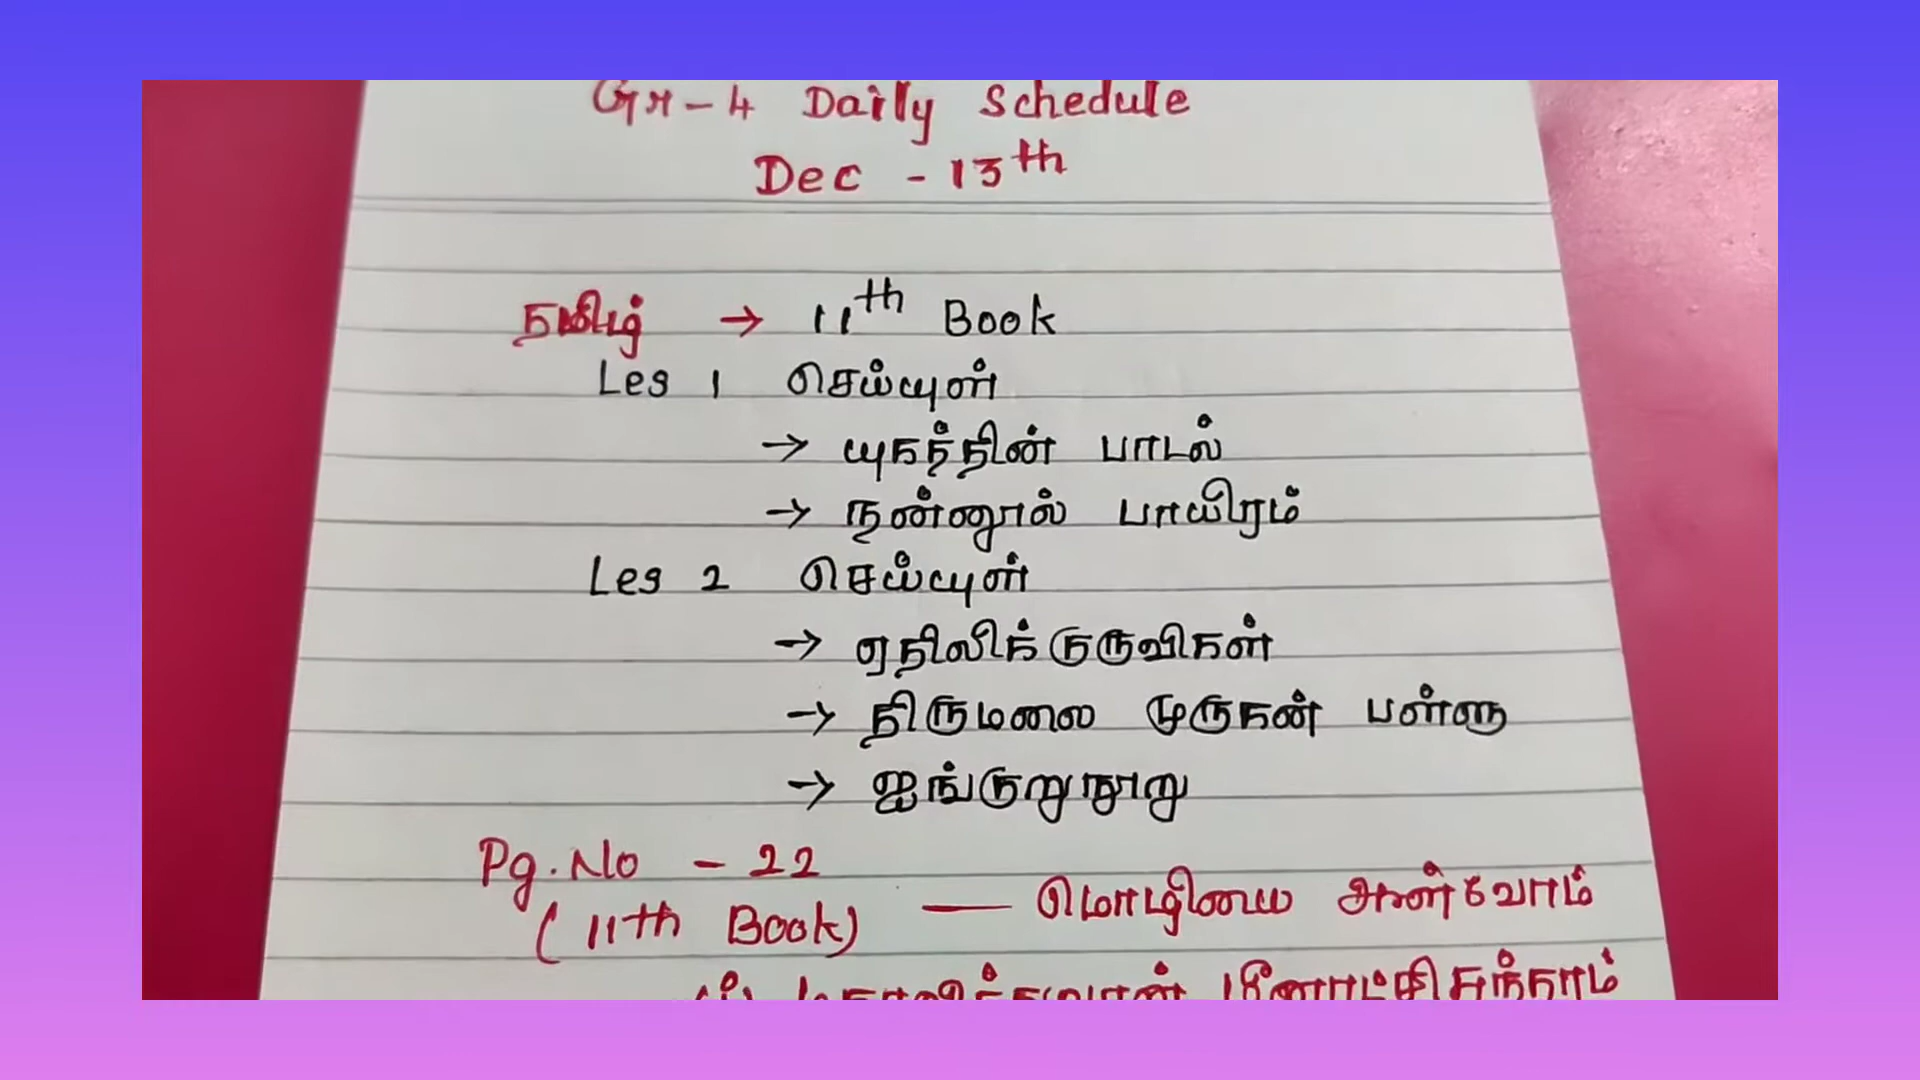 Gr-4 Daily Schedule
Dec - 13th
தமிழ் → 11th Book
Les 1 செய்யுள்
→ யுகத்தின் பாடல்
→ நன்னூல் பாயிரம்
Les 2 செய்யுள்
→ ஏதிலிக்குருவிகள்
→ திருமலை முருகன் பள்ளு
→ ஐங்குறுநூறு
Pg.No - 22
(11th Book) — மொழியை ஆள்வோம்
மீனாட்சிசுந்தரம்